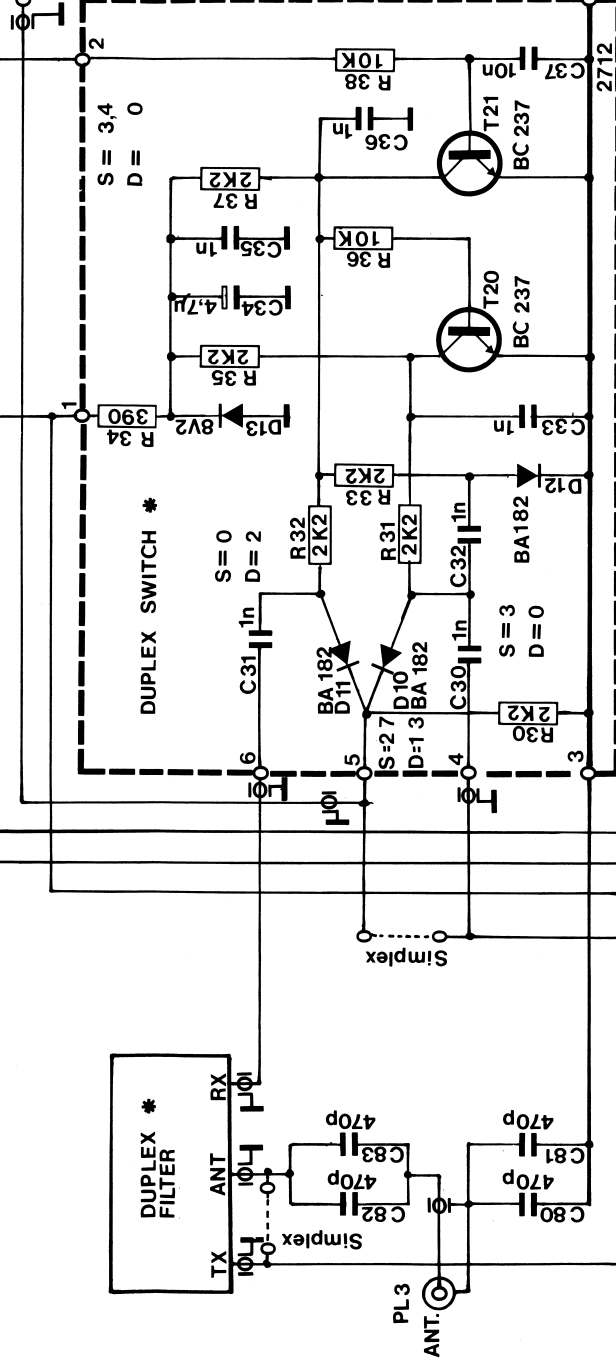 2
10K
R 38
10n
C37
2712
S = 3,4
D = 0
1n
C36
T21
BC 237
2K2
R 37
1n
C35
10K
R 36
4,7µ
C34
T20
BC 237
2K2
R 35
1
390
R 34
8V2
D13
1n
C33
DUPLEX SWITCH *
2K2
R 33
D12
BA182
S = 0
D = 2
R 32
2K2
R 31
2K2
C32
1n
C31
1n
BA 182
D11
D10
BA 182
C30
1n
S = 3
D = 0
2K2
R30
S = 2 7
D = 1 3
6
5
4
3
Simplex
DUPLEX
FILTER
*
RX
ANT
TX
Simplex
470p
C83
470p
C82
470p
C81
470p
C80
PL 3
ANT.